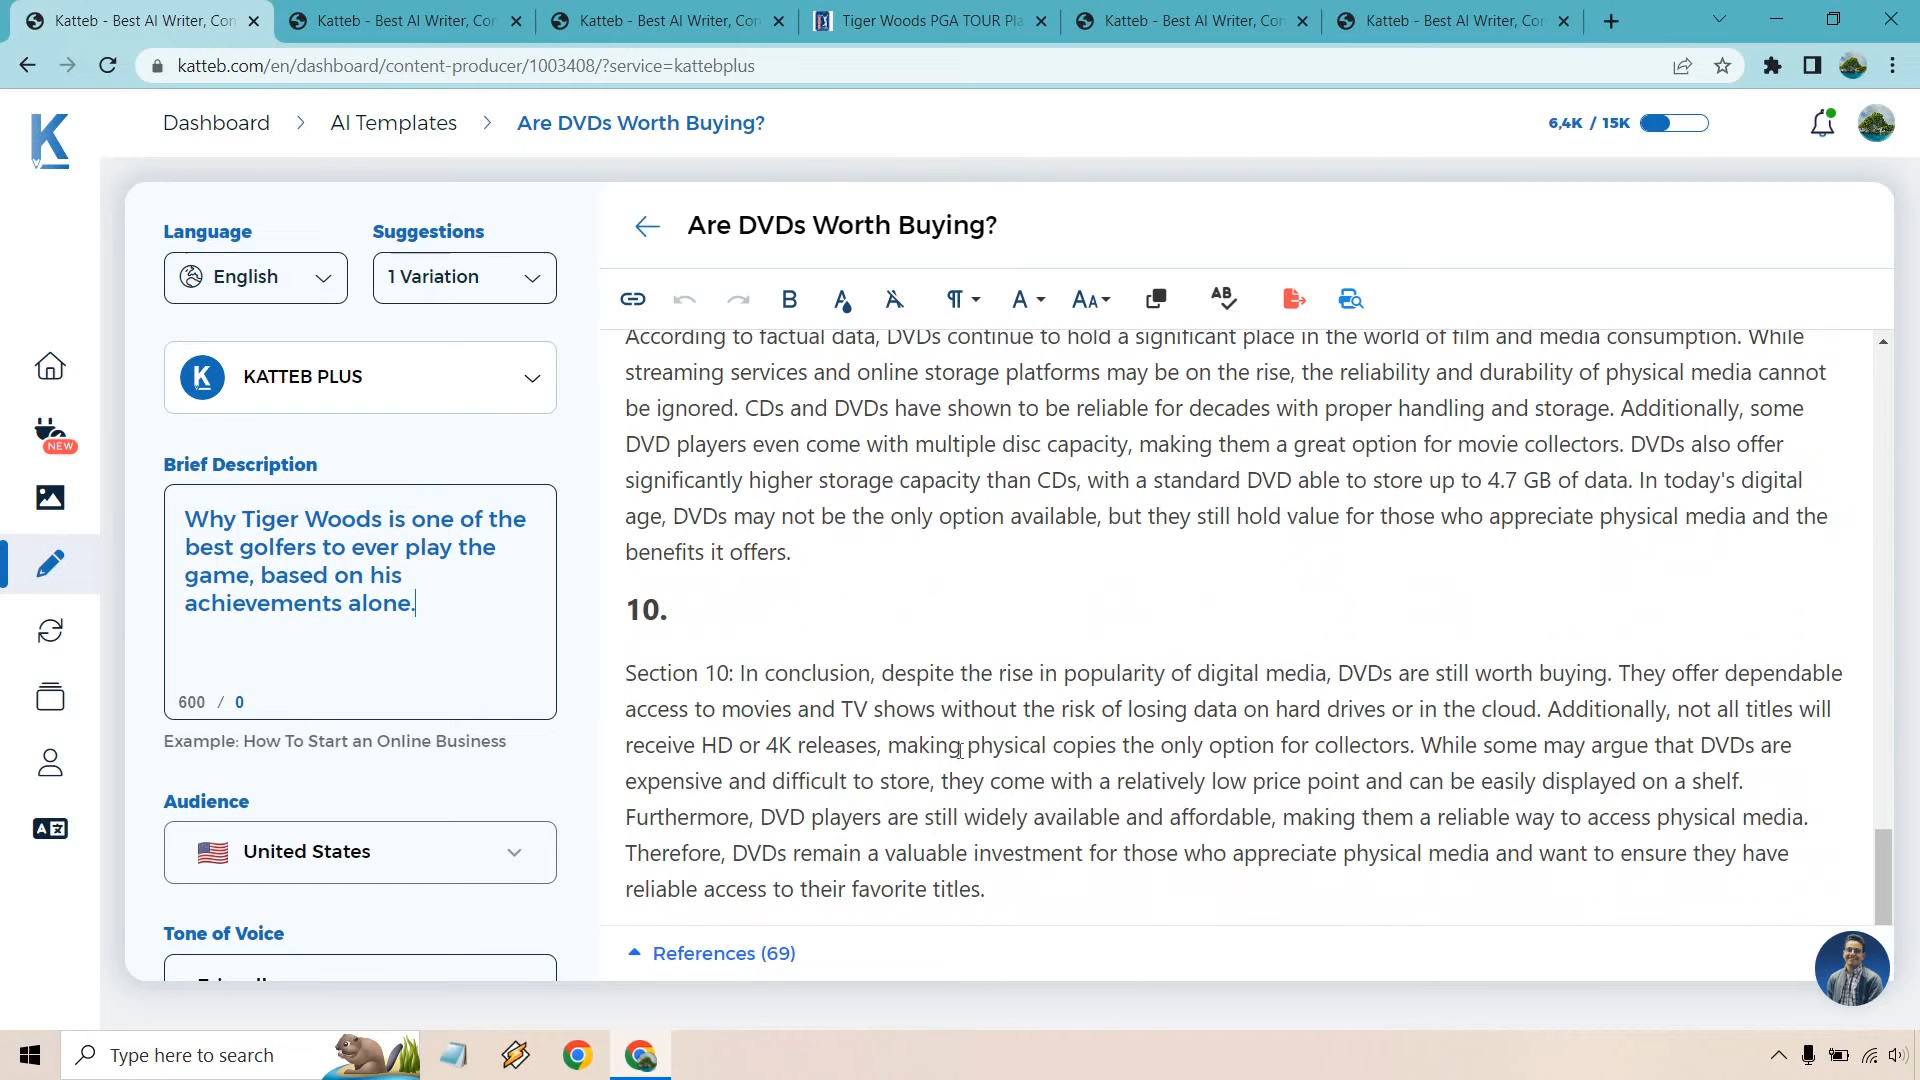 Katteb - Best AI Writer, Con
Katteb - Best AI Writer, Con
Katteb - Best AI Writer, Con
Tiger Woods PGA TOUR Pla
Katteb - Best AI Writer, Con
Katteb - Best AI Writer, Con
katteb.com/en/dashboard/content-producer/1003408/?service=kattebplus
K
Dashboard
AI Templates
Are DVDs Worth Buying?
6,4K / 15K
NEW
Language
Suggestions
English
1 Variation
K
KATTEB PLUS
Brief Description
Why Tiger Woods is one of the
best golfers to ever play the
game, based on his
achievements alone.
600 / 0
Example: How To Start an Online Business
Audience
United States
Tone of Voice
Are DVDs Worth Buying?
According to factual data, DVDs continue to hold a significant place in the world of film and media consumption. While
streaming services and online storage platforms may be on the rise, the reliability and durability of physical media cannot
be ignored. CDs and DVDs have shown to be reliable for decades with proper handling and storage. Additionally, some
DVD players even come with multiple disc capacity, making them a great option for movie collectors. DVDs also offer
significantly higher storage capacity than CDs, with a standard DVD able to store up to 4.7 GB of data. In today's digital
age, DVDs may not be the only option available, but they still hold value for those who appreciate physical media and the
benefits it offers.
10.
Section 10: In conclusion, despite the rise in popularity of digital media, DVDs are still worth buying. They offer dependable
access to movies and TV shows without the risk of losing data on hard drives or in the cloud. Additionally, not all titles will
receive HD or 4K releases, making physical copies the only option for collectors. While some may argue that DVDs are
expensive and difficult to store, they come with a relatively low price point and can be easily displayed on a shelf.
Furthermore, DVD players are still widely available and affordable, making them a reliable way to access physical media.
Therefore, DVDs remain a valuable investment for those who appreciate physical media and want to ensure they have
reliable access to their favorite titles.
References (69)
Type here to search